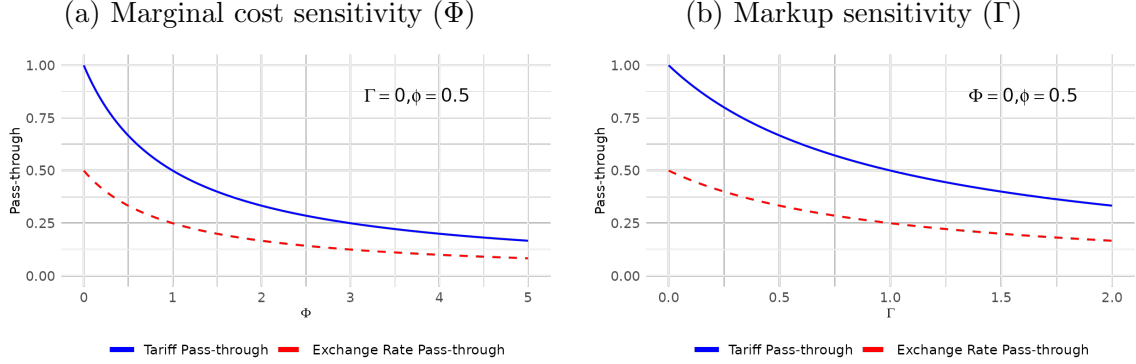 (a) Marginal cost sensitivity (Φ)
Γ = 0,ϕ = 0.5
Pass-through
1.00
0.75
0.50
0.25
0.00
0 1 2 3 4 5
Φ
Tariff Pass-through Exchange Rate Pass-through
(b) Markup sensitivity (Γ)
Φ = 0,ϕ = 0.5
Pass-through
1.00
0.75
0.50
0.25
0.00
0.0 0.5 1.0 1.5 2.0
Γ
Tariff Pass-through Exchange Rate Pass-through